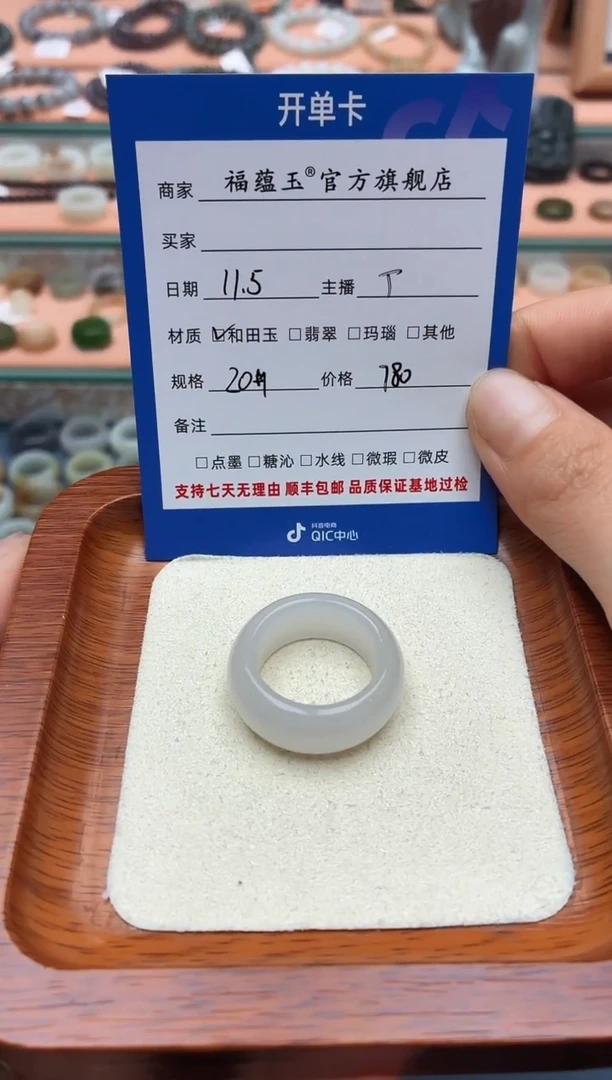 开单卡
商家 福蕴玉®官方旗舰店
买家
日期 11.5 主播 丁
材质 ☑和田玉 □翡翠 □玛瑙 □其他
规格 20# 价格 780
备注
□点墨 □糖沁 □水线 □微瑕 □微皮
支持七天无理由 顺丰包邮 品质保证基地过检
抖音电商
QIC中心